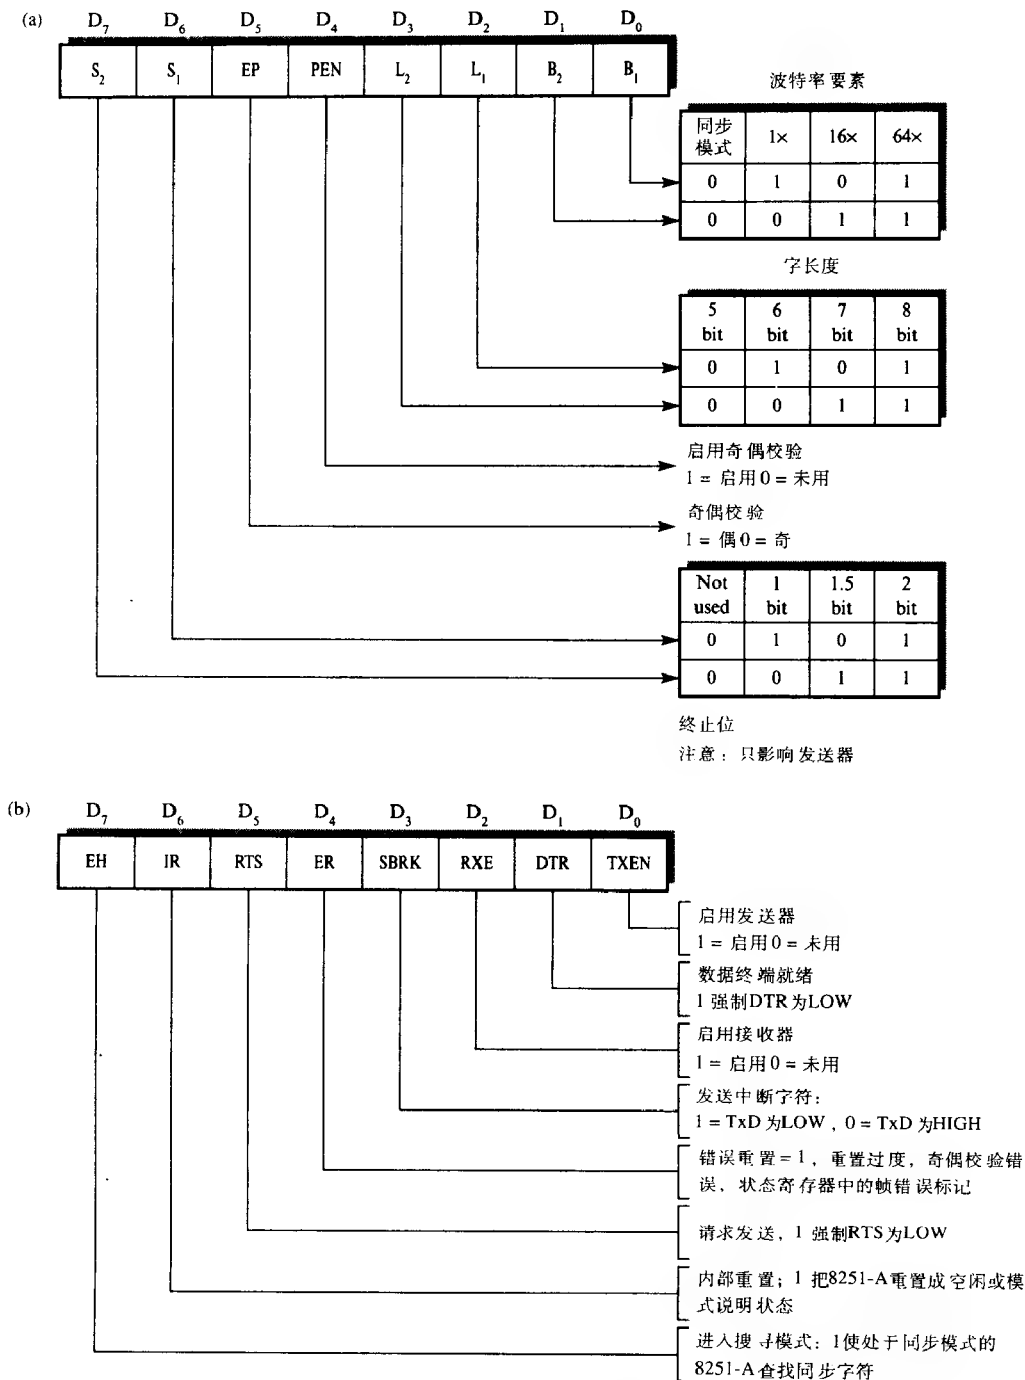 (a) D7 D6 D5 D4 D3 D2 D1 D0
S2 S1 EP PEN L2 L1 B2 B1
波特率要素
同步模式 1× 16× 64×
0 1 0 1
0 0 1 1
字长度
5 bit 6 bit 7 bit 8 bit
0 1 0 1
0 0 1 1
启用奇偶校验
1 = 启用 0 = 未用
奇偶校验
1 = 偶 0 = 奇
Not used 1 bit 1.5 bit 2 bit
0 1 0 1
0 0 1 1
终止位
注意：只影响发送器
(b) D7 D6 D5 D4 D3 D2 D1 D0
EH IR RTS ER SBRK RXE DTR TXEN
启用发送器
1 = 启用 0 = 未用
数据终端就绪
1 强制DTR为LOW
启用接收器
1 = 启用 0 = 未用
发送中断字符：
1 = TxD 为LOW，0 = TxD 为HIGH
错误重置 = 1，重置过度，奇偶校验错
误、状态寄存器中的帧错误标记
请求发送，1 强制RTS为LOW
内部重置；1 把8251-A重置成空闲或模
式说明状态
进入搜寻模式：1使处于同步模式的
8251-A查找同步字符